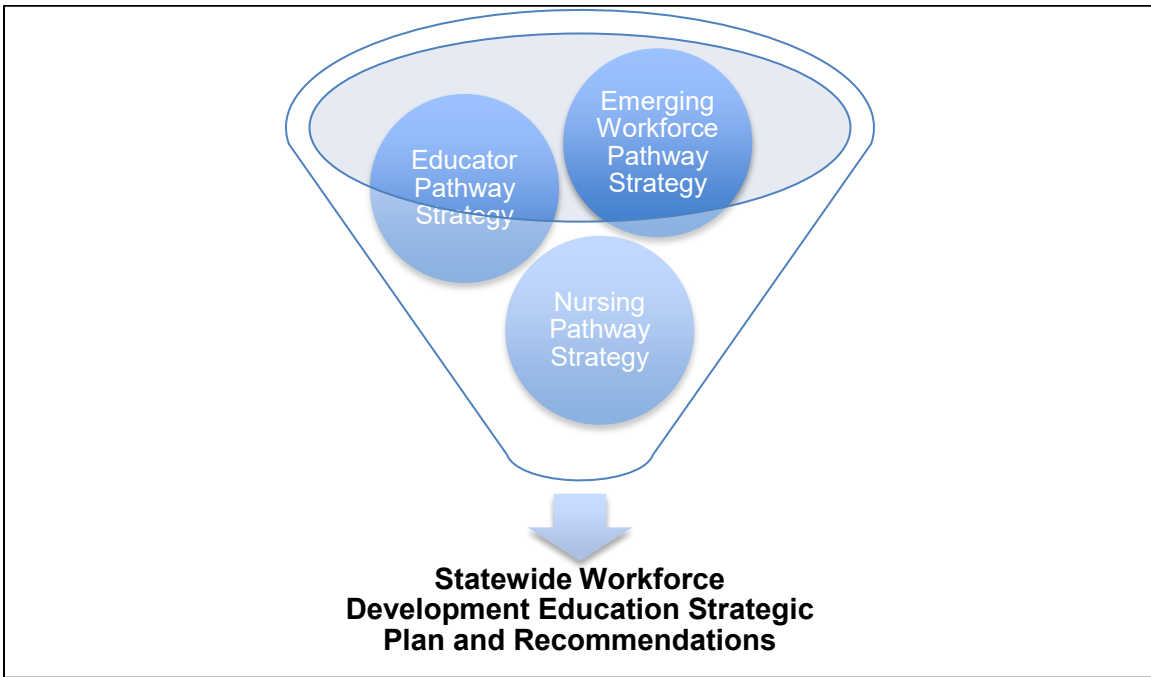 Emerging
Workforce
Pathway
Strategy
Educator
Pathway
Strategy
Nursing
Pathway
Strategy
Statewide Workforce
Development Education Strategic
Plan and Recommendations